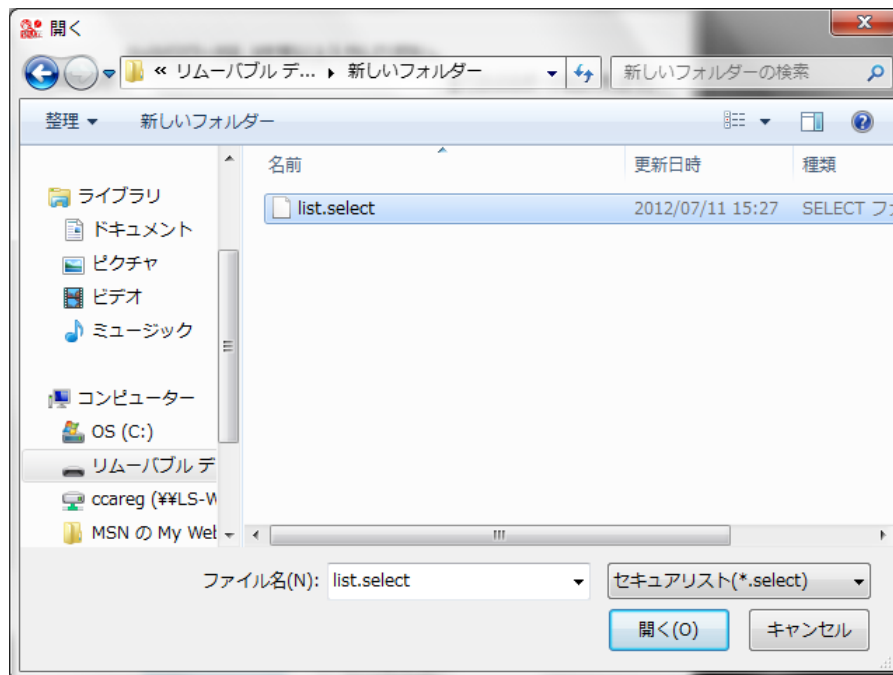 開く
« リムーバブル デ... ▸ 新しいフォルダー
新しいフォルダーの検索
整理 ▼ 新しいフォルダー
名前 更新日時 種類
list.select 2012/07/11 15:27 SELECT フ
ライブラリ
ドキュメント
ピクチャ
ビデオ
ミュージック
コンピューター
OS (C:)
リムーバブル デ
ccareg (¥¥LS-W
MSN の My Wel
ファイル名(N): list.select
セキュアリスト(*.select)
開く(O) キャンセル